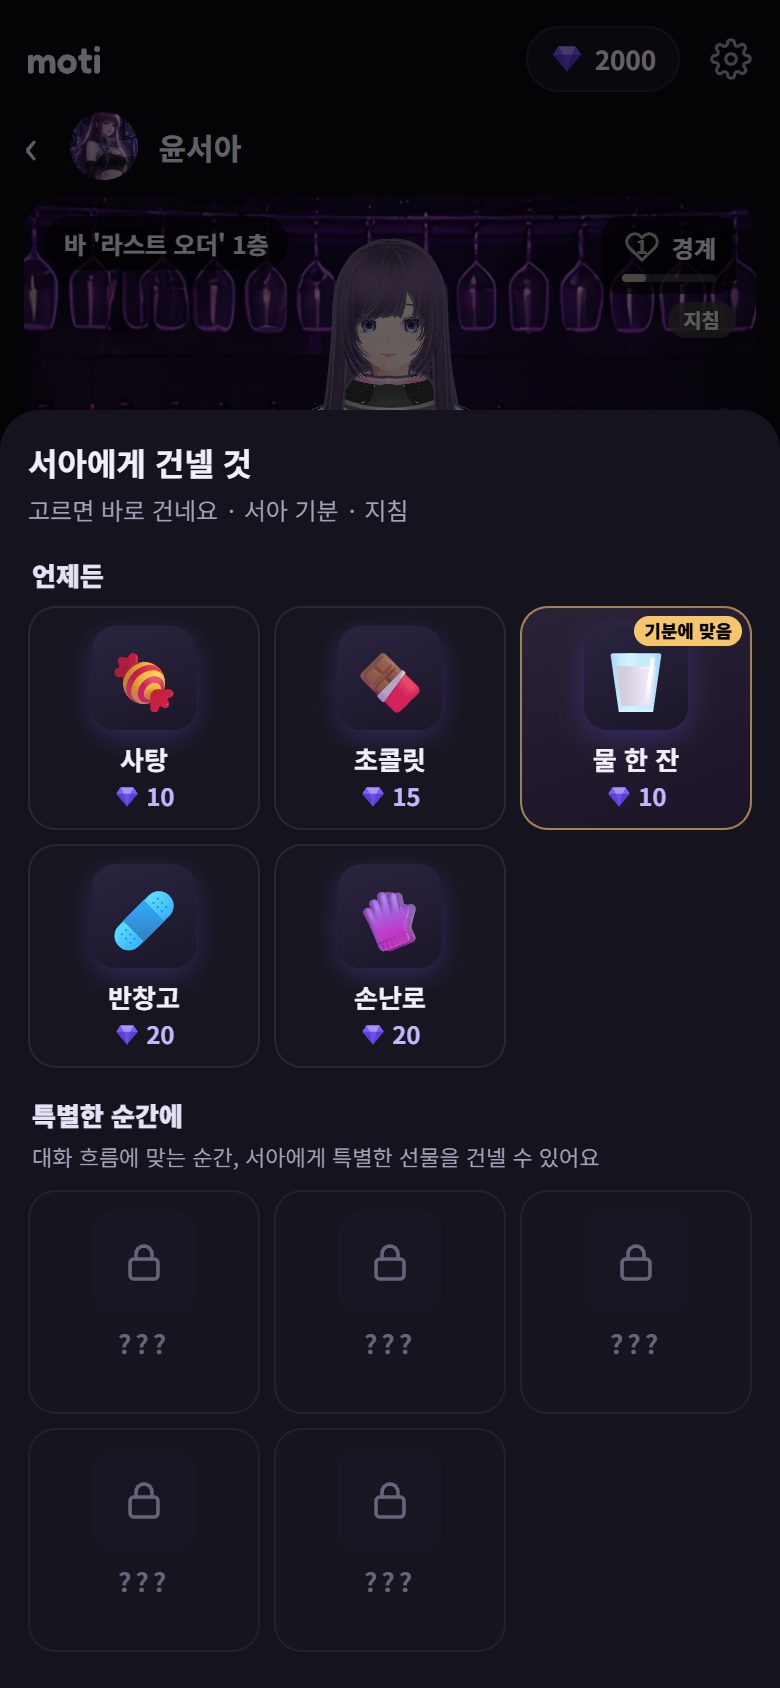 moti
2000
윤서아
바 '라스트 오더' 1층
1 경계
지침
서아에게 건넬 것
고르면 바로 건네요 · 서아 기분 · 지침
언제든
기분에 맞음
사탕
초콜릿
물 한 잔
10
15
10
반창고
손난로
20
20
특별한 순간에
대화 흐름에 맞는 순간, 서아에게 특별한 선물을 건넬 수 있어요
???
???
???
???
???